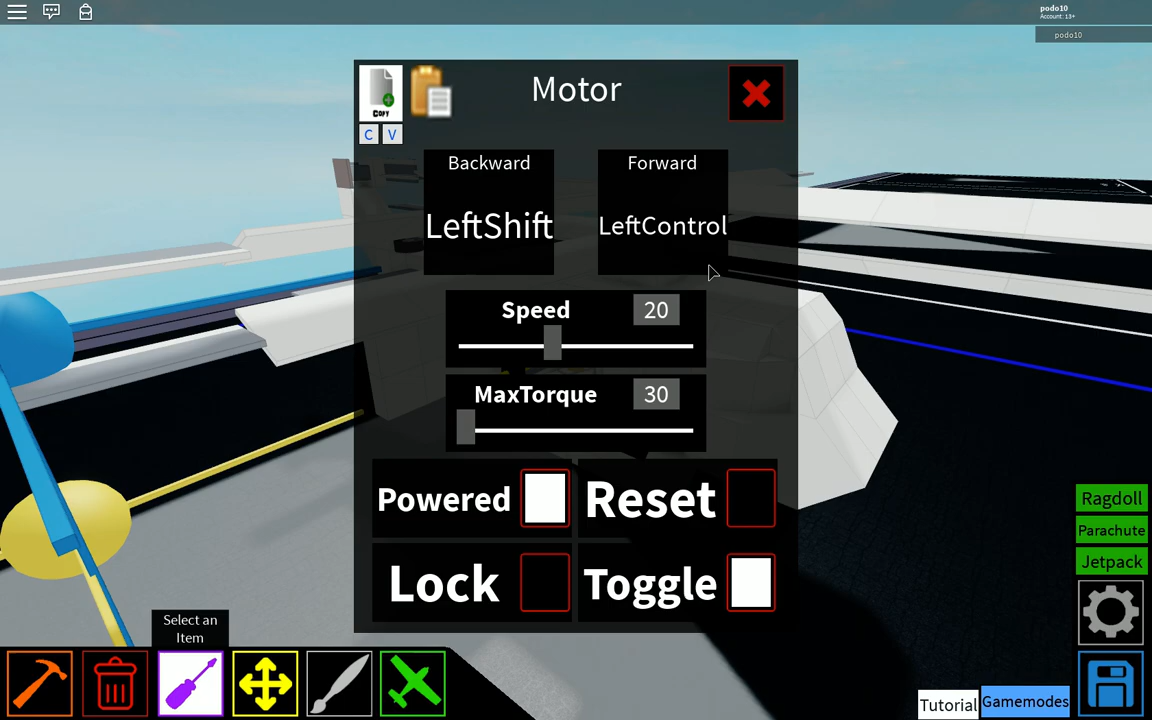 podo10
Account: 13+
podo10
Motor
COPY
C V
Backward
Forward
LeftShift
LeftControl
Speed 20
MaxTorque 30
Powered
Reset
Lock
Toggle
Ragdoll
Parachute
Jetpack
Select an
Item
Tutorial
Gamemodes